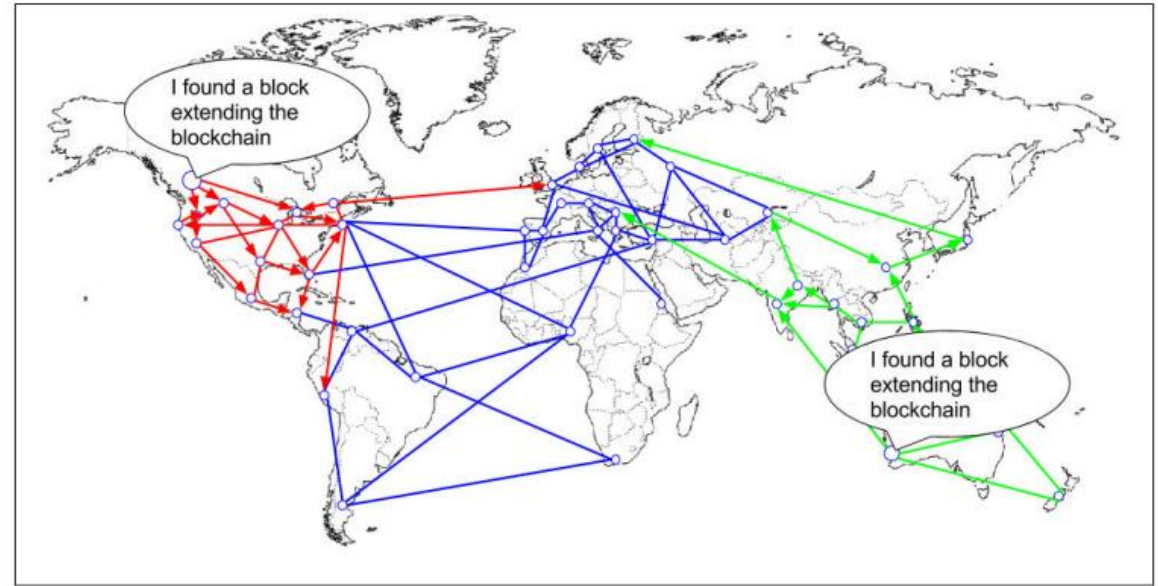 I found a block
extending the
blockchain
I found a block
extending the
blockchain